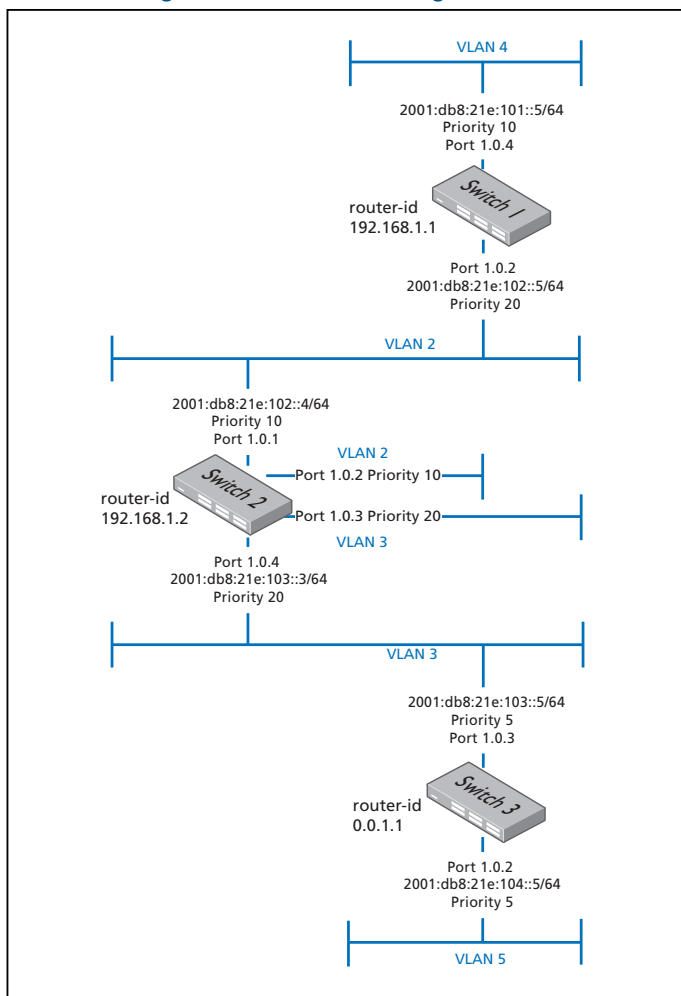 VLAN 4
2001:db8:21e:101::5/64
Priority 10
Port 1.0.4
Switch 1
router-id
192.168.1.1
Port 1.0.2
2001:db8:21e:102::5/64
Priority 20
VLAN 2
2001:db8:21e:102::4/64
Priority 10
Port 1.0.1
VLAN 2
Port 1.0.2 Priority 10
Switch 2
router-id
192.168.1.2
Port 1.0.3 Priority 20
VLAN 3
Port 1.0.4
2001:db8:21e:103::3/64
Priority 20
VLAN 3
2001:db8:21e:103::5/64
Priority 5
Port 1.0.3
Switch 3
router-id
0.0.1.1
Port 1.0.2
2001:db8:21e:104::5/64
Priority 5
VLAN 5